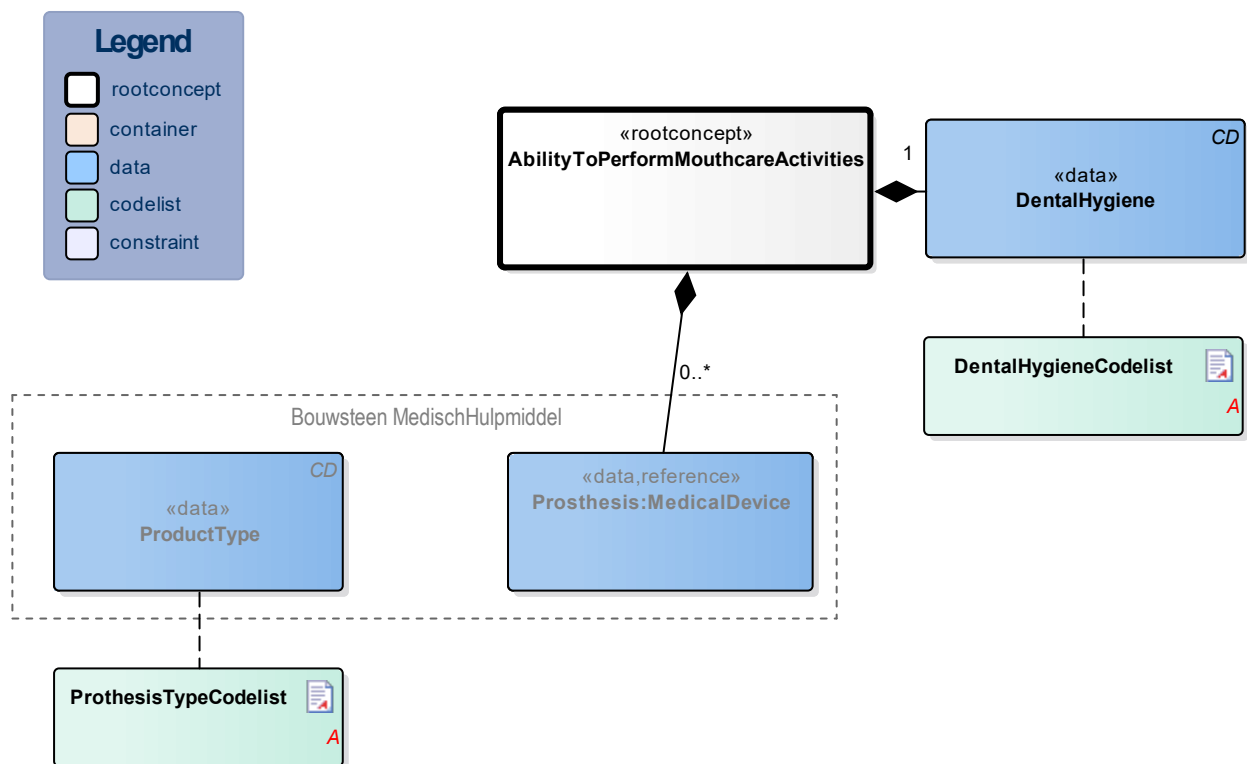 Legend
rootconcept
container
data
codelist
constraint
«rootconcept»
AbilityToPerformMouthcareActivities
1
CD
«data»
DentalHygiene
DentalHygieneCodelist
A
0..*
Bouwsteen MedischHulpmiddel
CD
«data»
ProductType
«data,reference»
Prosthesis:MedicalDevice
ProthesisTypeCodelist
A